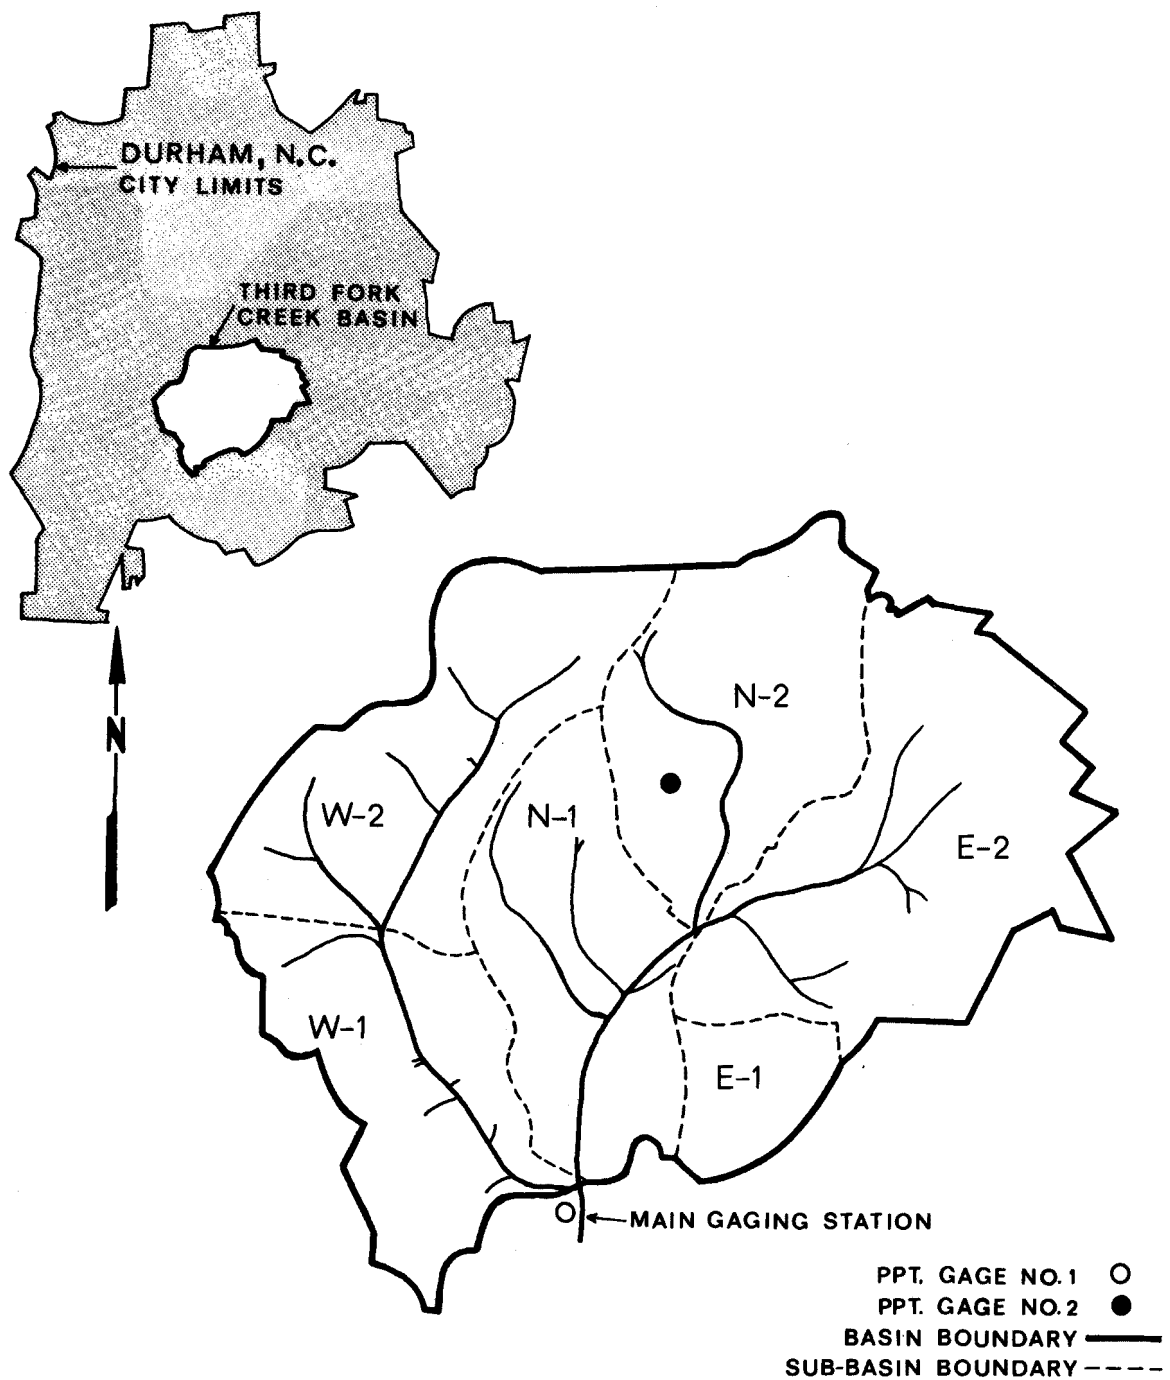 DURHAM, N.C.
CITY LIMITS
THIRD FORK
CREEK BASIN
N
N-2
W-2
N-1
E-2
W-1
E-1
MAIN GAGING STATION
PPT. GAGE NO. 1
PPT. GAGE NO. 2
BASIN BOUNDARY
SUB-BASIN BOUNDARY